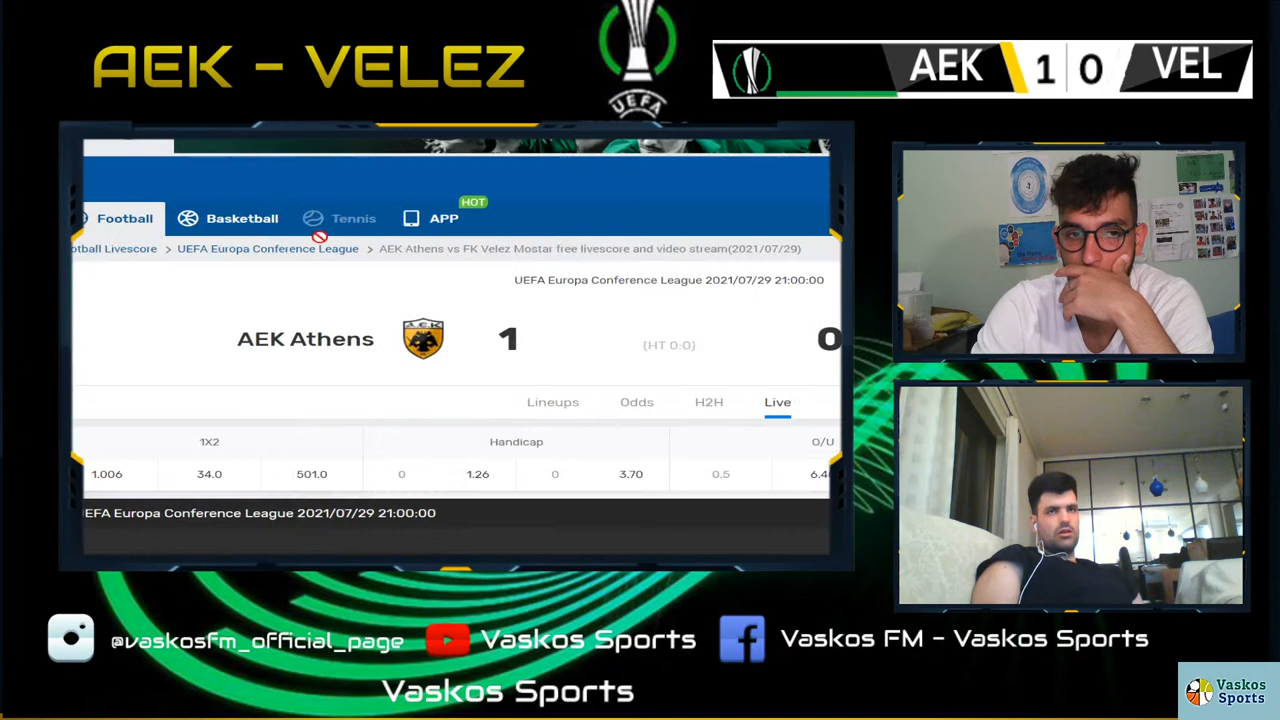 AEK - VELEZ
UEFA
AEK 1 0 VEL
HOT
Football Basketball Tennis APP
otball Livescore > UEFA Europa Conference League > AEK Athens vs FK Velez Mostar free livescore and video stream(2021/07/29)
UEFA Europa Conference League 2021/07/29 21:00:00
AEK Athens 1 (HT 0:0) 0
Lineups Odds H2H Live
1X2 Handicap O/U
1.006 34.0 501.0 0 1.26 0 3.70 0.5 6.4
EFA Europa Conference League 2021/07/29 21:00:00
@vaskosfm_official_page Vaskos Sports Vaskos FM - Vaskos Sports
Vaskos Sports
Vaskos
Sports